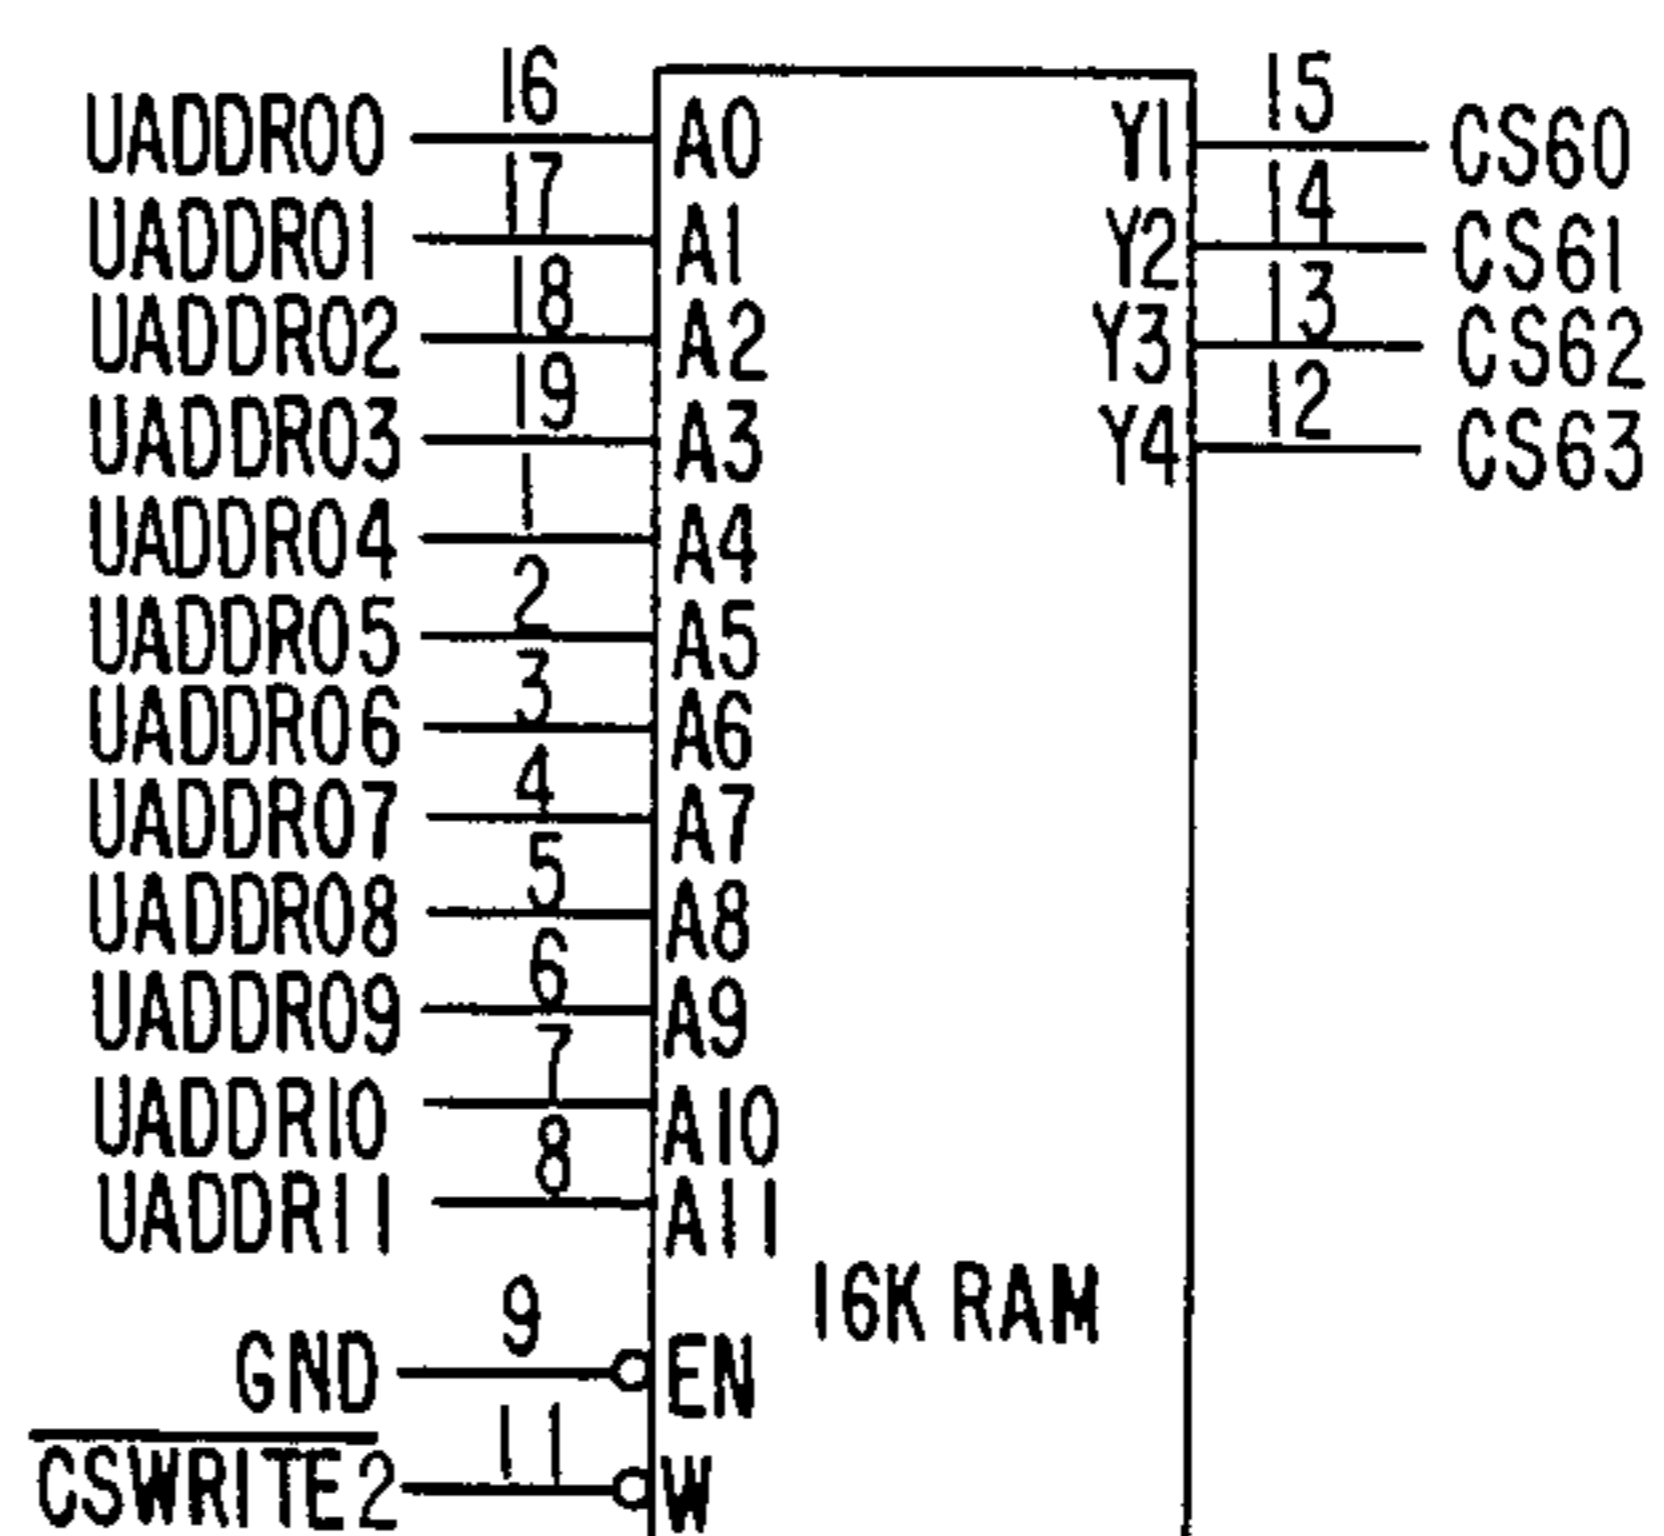 UADDR00 16 A0 Y1 15 CS60
UADDR01 17 A1 Y2 14 CS61
UADDR02 18 A2 Y3 13 CS62
UADDR03 19 A3 Y4 12 CS63
UADDR04 1 A4
UADDR05 2 A5
UADDR06 3 A6
UADDR07 4 A7
UADDR08 5 A8
UADDR09 6 A9
UADDR10 7 A10
UADDR11 8 A11
16K RAM
GND 9 EN
CSWRITE2 11 W